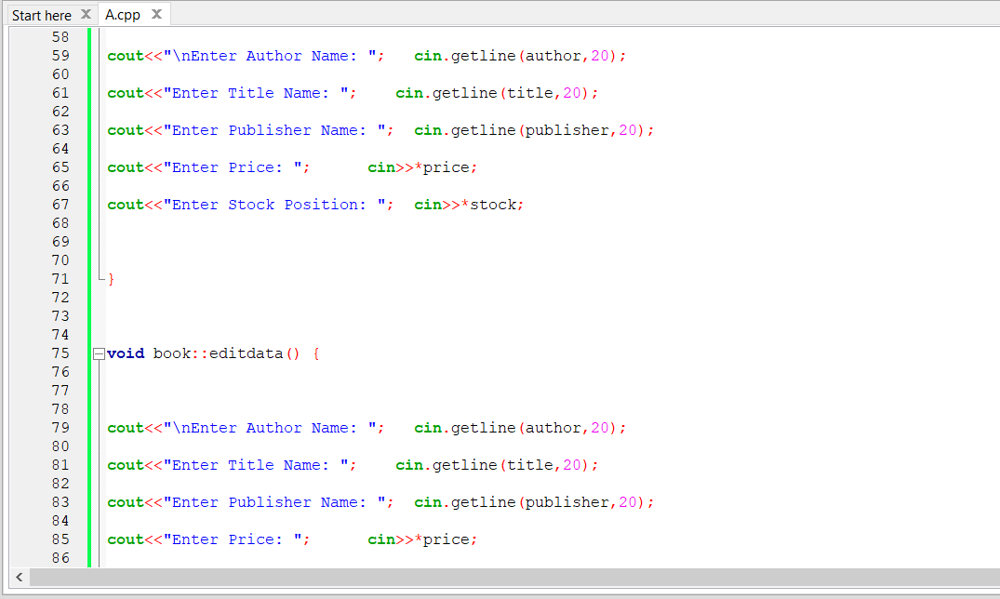 Start here X A.cpp X
58
59 cout<<"\nEnter Author Name: "; cin.getline(author,20);
60
61 cout<<"Enter Title Name: "; cin.getline(title,20);
62
63 cout<<"Enter Publisher Name: "; cin.getline(publisher,20);
64
65 cout<<"Enter Price: "; cin>>*price;
66
67 cout<<"Enter Stock Position: "; cin>>*stock;
68
69
70
71 }
72
73
74
75 void book::editdata() {
76
77
78
79 cout<<"\nEnter Author Name: "; cin.getline(author,20);
80
81 cout<<"Enter Title Name: "; cin.getline(title,20);
82
83 cout<<"Enter Publisher Name: "; cin.getline(publisher,20);
84
85 cout<<"Enter Price: "; cin>>*price;
86